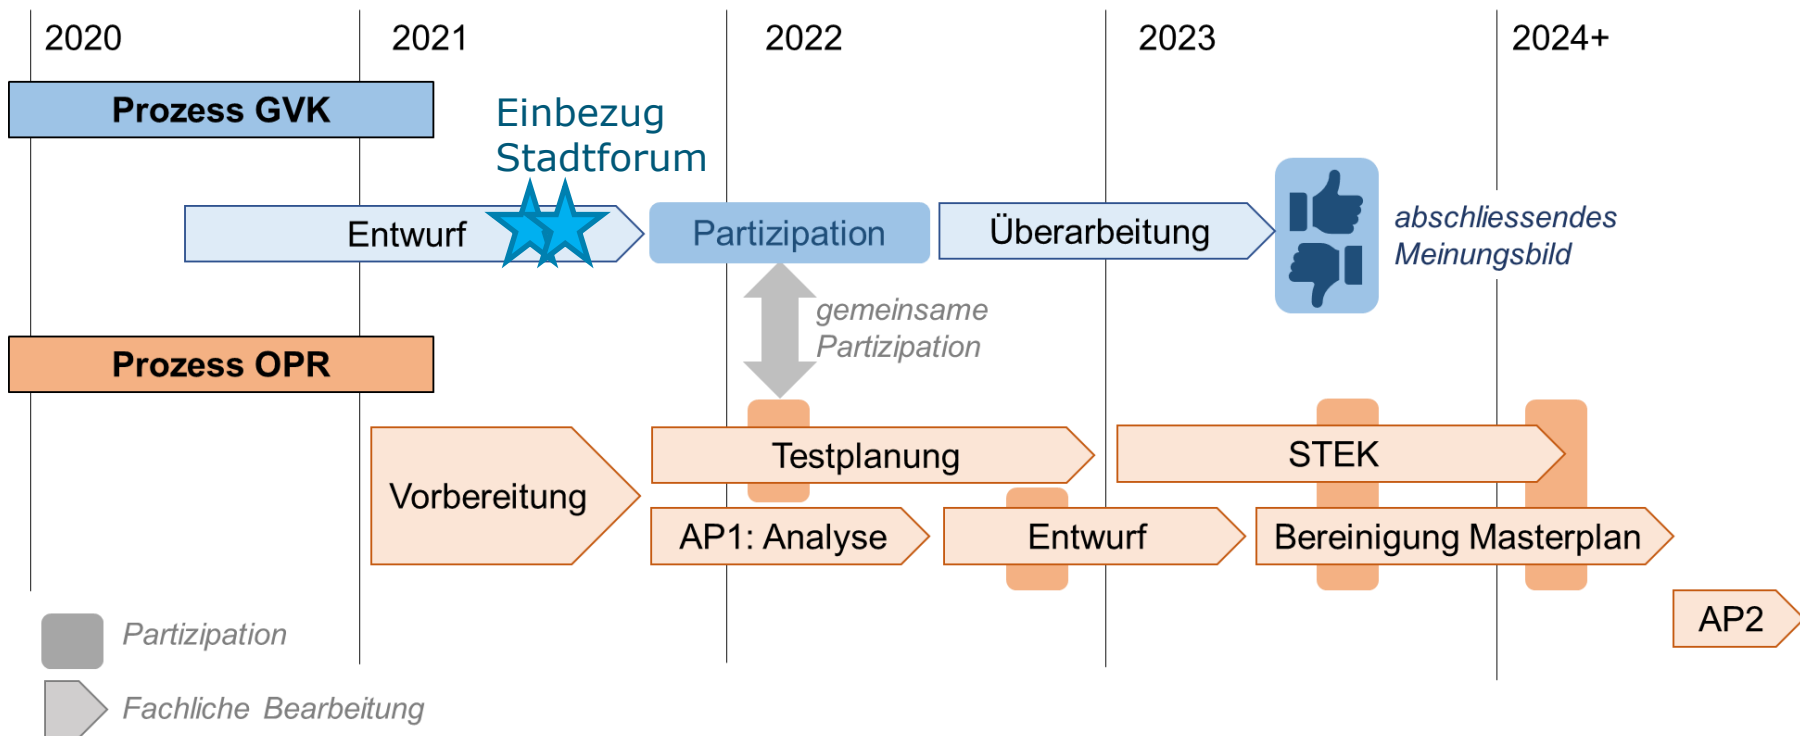 2020
2021
2022
2023
2024+
Prozess GVK
Einbezug
Stadtforum
Entwurf
Partizipation
Überarbeitung
abschliessendes
Meinungsbild
gemeinsame
Partizipation
Prozess OPR
Vorbereitung
Testplanung
STEK
AP1: Analyse
Entwurf
Bereinigung Masterplan
AP2
Partizipation
Fachliche Bearbeitung